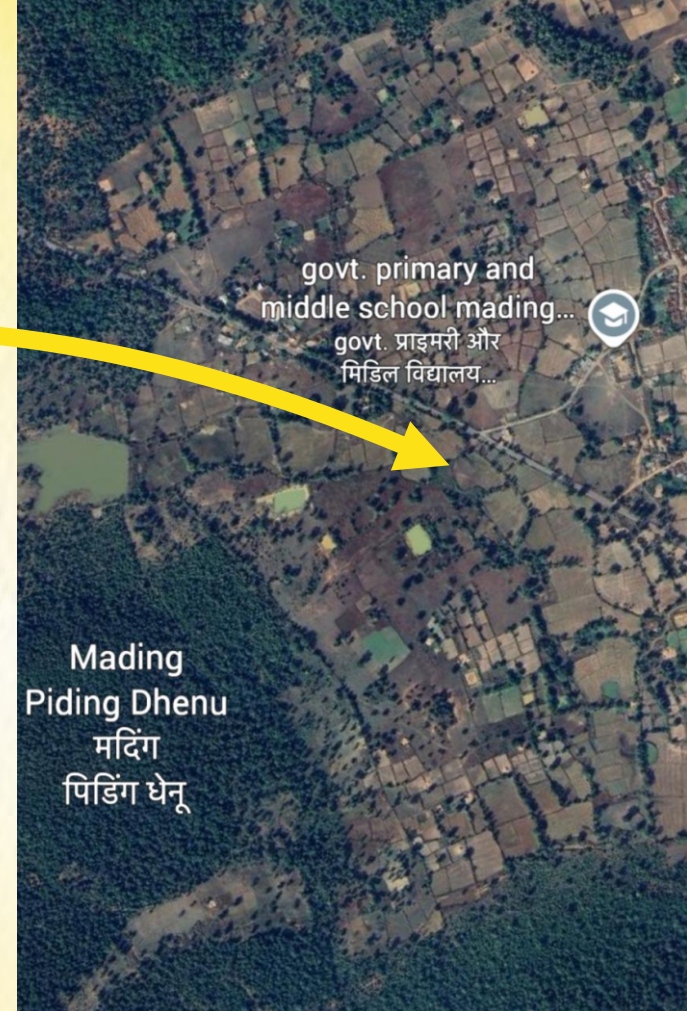 govt. primary and
middle school mading...
govt. प्राइमरी और
मिडिल विद्यालय...
Mading
Piding Dhenu
मदिंग
पिडिंग धेनू